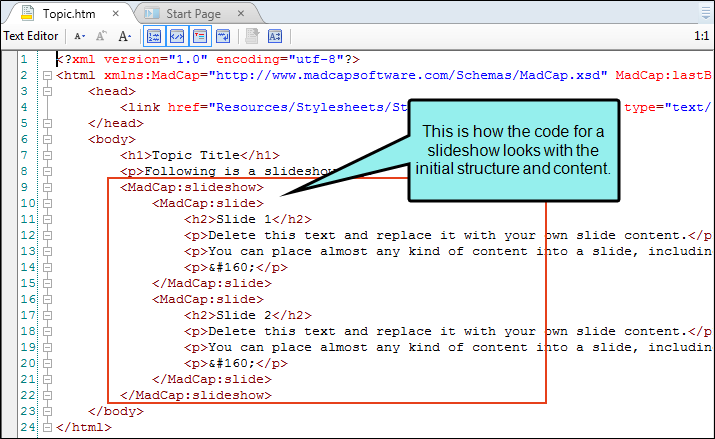 Topic.htm Start Page
Text Editor A A A 1:1
1 <?xml version="1.0" encoding="utf-8"?>
2 <html xmlns:MadCap="http://www.madcapsoftware.com/Schemas/MadCap.xsd" MadCap:lastB
3 <head>
4 <link href="Resources/Stylesheets/St type="text/
5 </head>
6 <body>
7 <h1>Topic Title</h1>
8 <p>Following is a slideshow
9 <MadCap:slideshow>
10 <MadCap:slide>
11 <h2>Slide 1</h2>
12 <p>Delete this text and replace it with your own slide content.</p
13 <p>You can place almost any kind of content into a slide, includin
14 <p>&#160;</p>
15 </MadCap:slide>
16 <MadCap:slide>
17 <h2>Slide 2</h2>
18 <p>Delete this text and replace it with your own slide content.</p
19 <p>You can place almost any kind of content into a slide, includin
20 <p>&#160;</p>
21 </MadCap:slide>
22 </MadCap:slideshow>
23 </body>
24 </html>
This is how the code for a
slideshow looks with the
initial structure and content.